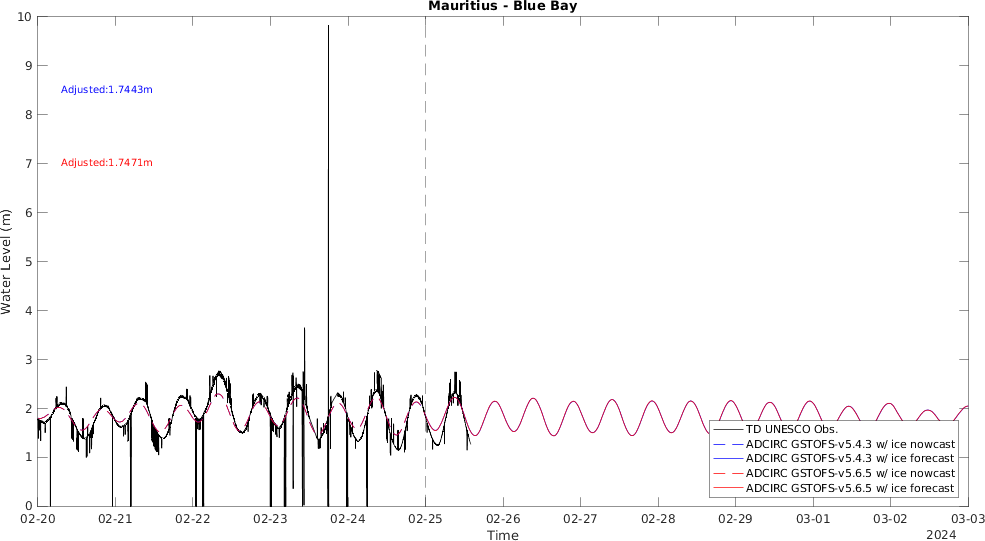 Mauritius - Blue Bay
10
9
8
7
6
5
4
3
2
1
0
Water Level (m)
Adjusted:1.7443m
Adjusted:1.7471m
TD UNESCO Obs.
ADCIRC GSTOFS-v5.4.3 w/ ice nowcast
ADCIRC GSTOFS-v5.4.3 w/ ice forecast
ADCIRC GSTOFS-v5.6.5 w/ ice nowcast
ADCIRC GSTOFS-v5.6.5 w/ ice forecast
02-20 02-21 02-22 02-23 02-24 02-25 02-26 02-27 02-28 02-29 03-01 03-02 03-03
Time
2024